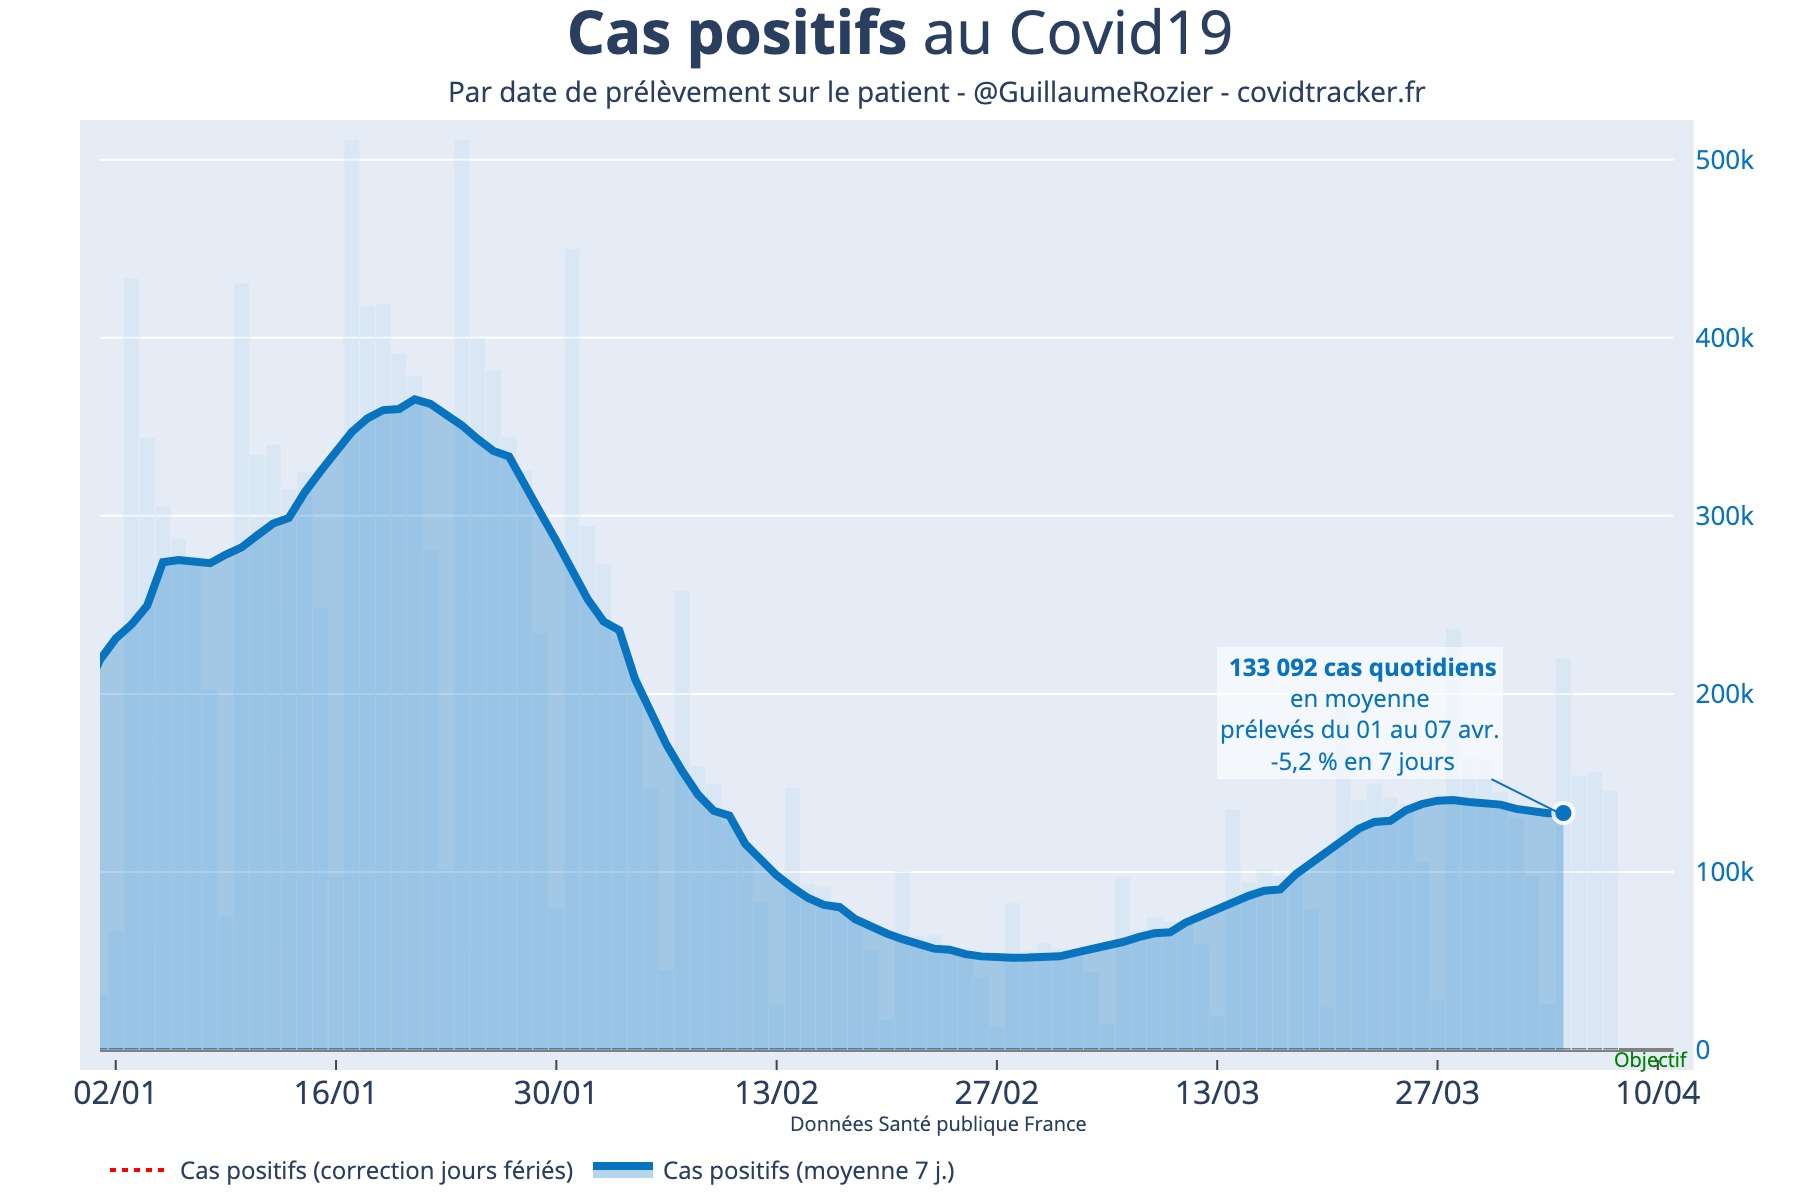 Cas positifs au Covid19
Par date de prélèvement sur le patient - @GuillaumeRozier - covidtracker.fr
500k
400k
300k
133 092 cas quotidiens
en moyenne
prélevés du 01 au 07 avr.
-5,2 % en 7 jours
200k
100k
0
Objectif
02/01 16/01 30/01 13/02 27/02 13/03 27/03 10/04
Données Santé publique France
Cas positifs (correction jours fériés) Cas positifs (moyenne 7 j.)